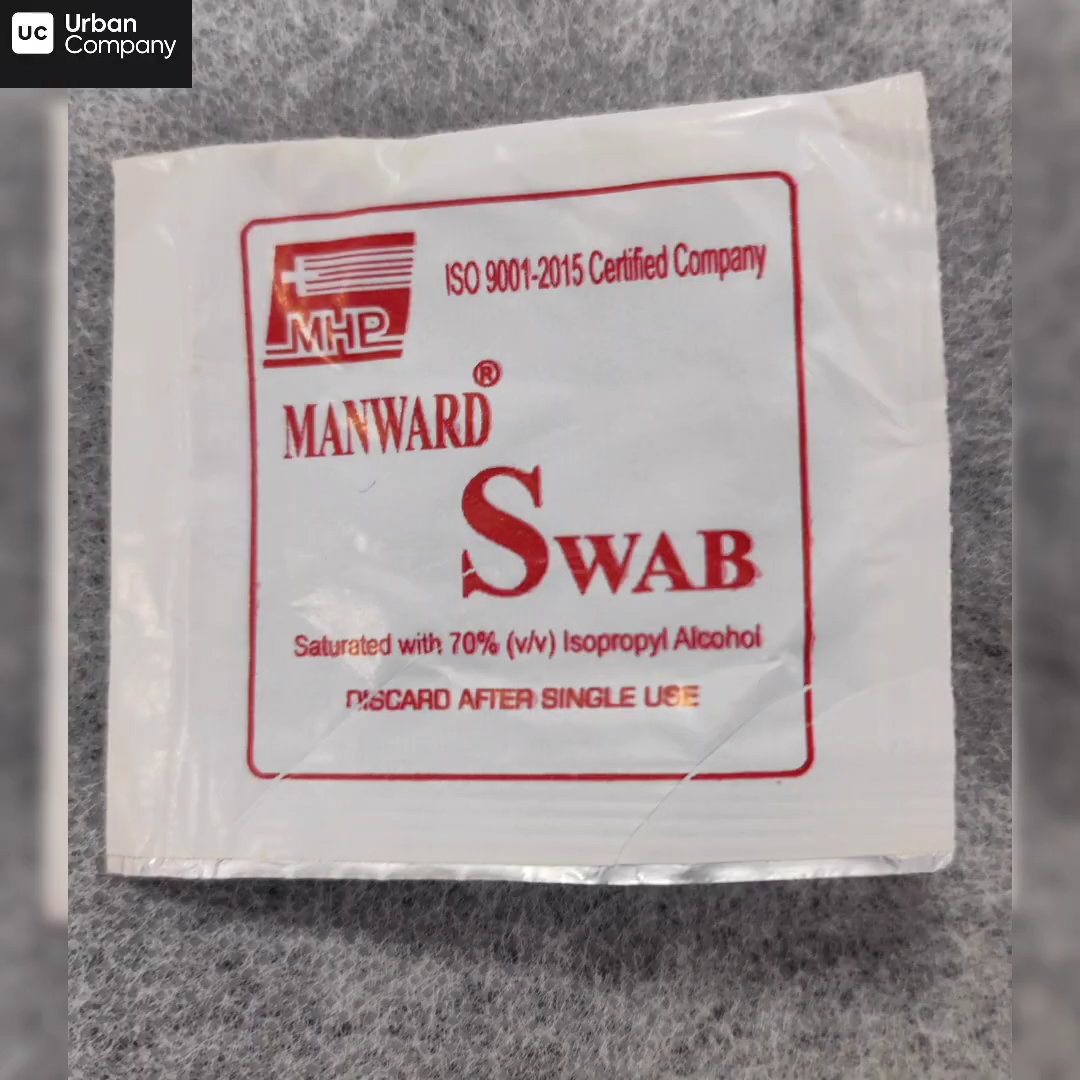 UC Urban
Company
ISO 9001-2015 Certified Company
MHP
MANWARD®
SWAB
Saturated with 70% (v/v) Isopropyl Alcohol
DISCARD AFTER SINGLE USE